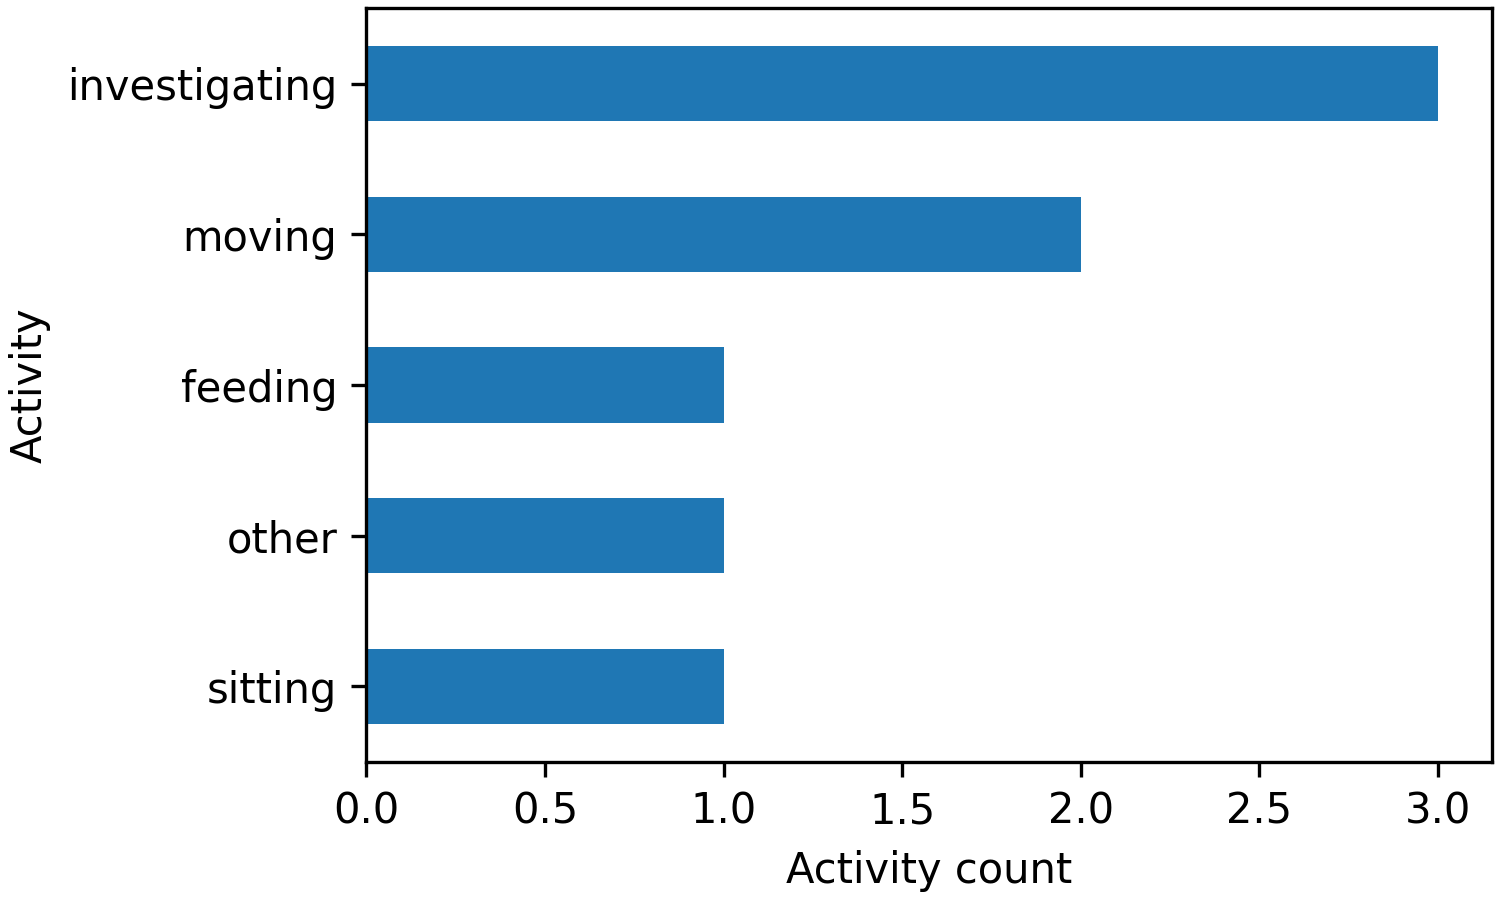 investigating
moving
feeding
other
sitting
Activity
0.0 0.5 1.0 1.5 2.0 2.5 3.0
Activity count